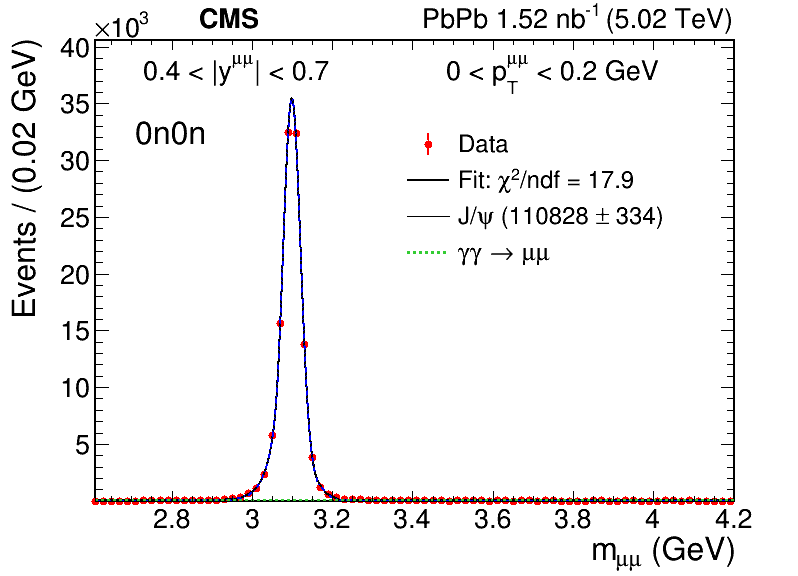 CMS PbPb 1.52 nb⁻¹ (5.02 TeV)
×10³
0.4 < |y^μμ| < 0.7 0 < p_T^μμ < 0.2 GeV
0n0n
Data
Fit: χ²/ndf = 17.9
J/ψ (110828 ± 334)
γγ → μμ
Events / (0.02 GeV)
40
35
30
25
20
15
10
5
2.8 3 3.2 3.4 3.6 3.8 4 4.2
m_μμ (GeV)